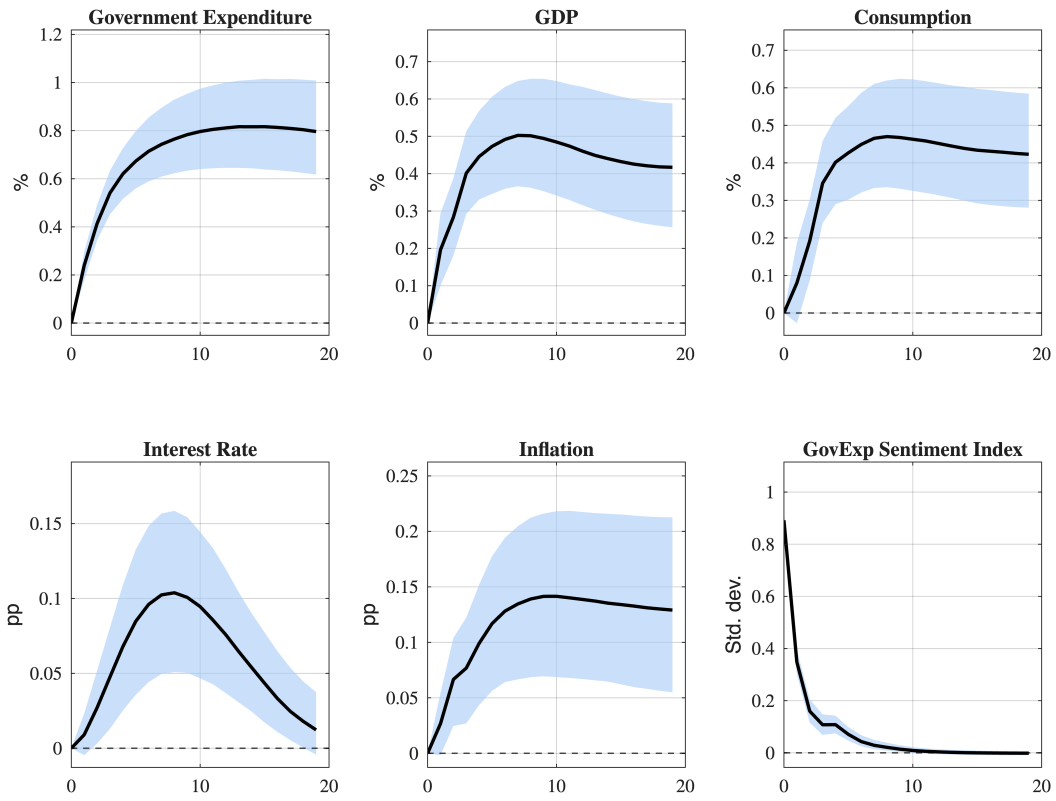 Government Expenditure
1.2
1
0.8
0.6
0.4
0.2
0
%
0 10 20
GDP
0.7
0.6
0.5
0.4
0.3
0.2
0.1
0
%
0 10 20
Consumption
0.7
0.6
0.5
0.4
0.3
0.2
0.1
0
%
0 10 20
Interest Rate
0.15
0.1
0.05
0
pp
0 10 20
Inflation
0.25
0.2
0.15
0.1
0.05
0
pp
0 10 20
GovExp Sentiment Index
1
0.8
0.6
0.4
0.2
0
Std. dev.
0 10 20